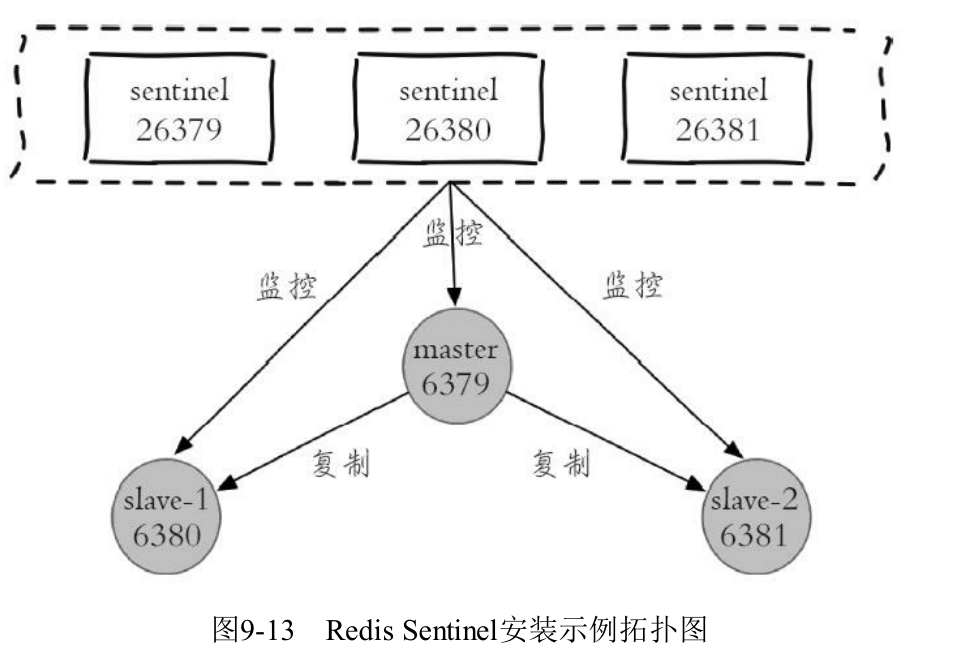 sentinel
26379
sentinel
26380
sentinel
26381
监控
监控
监控
master
6379
复制
复制
slave-1
6380
slave-2
6381
图9-13 Redis Sentinel安装示例拓扑图